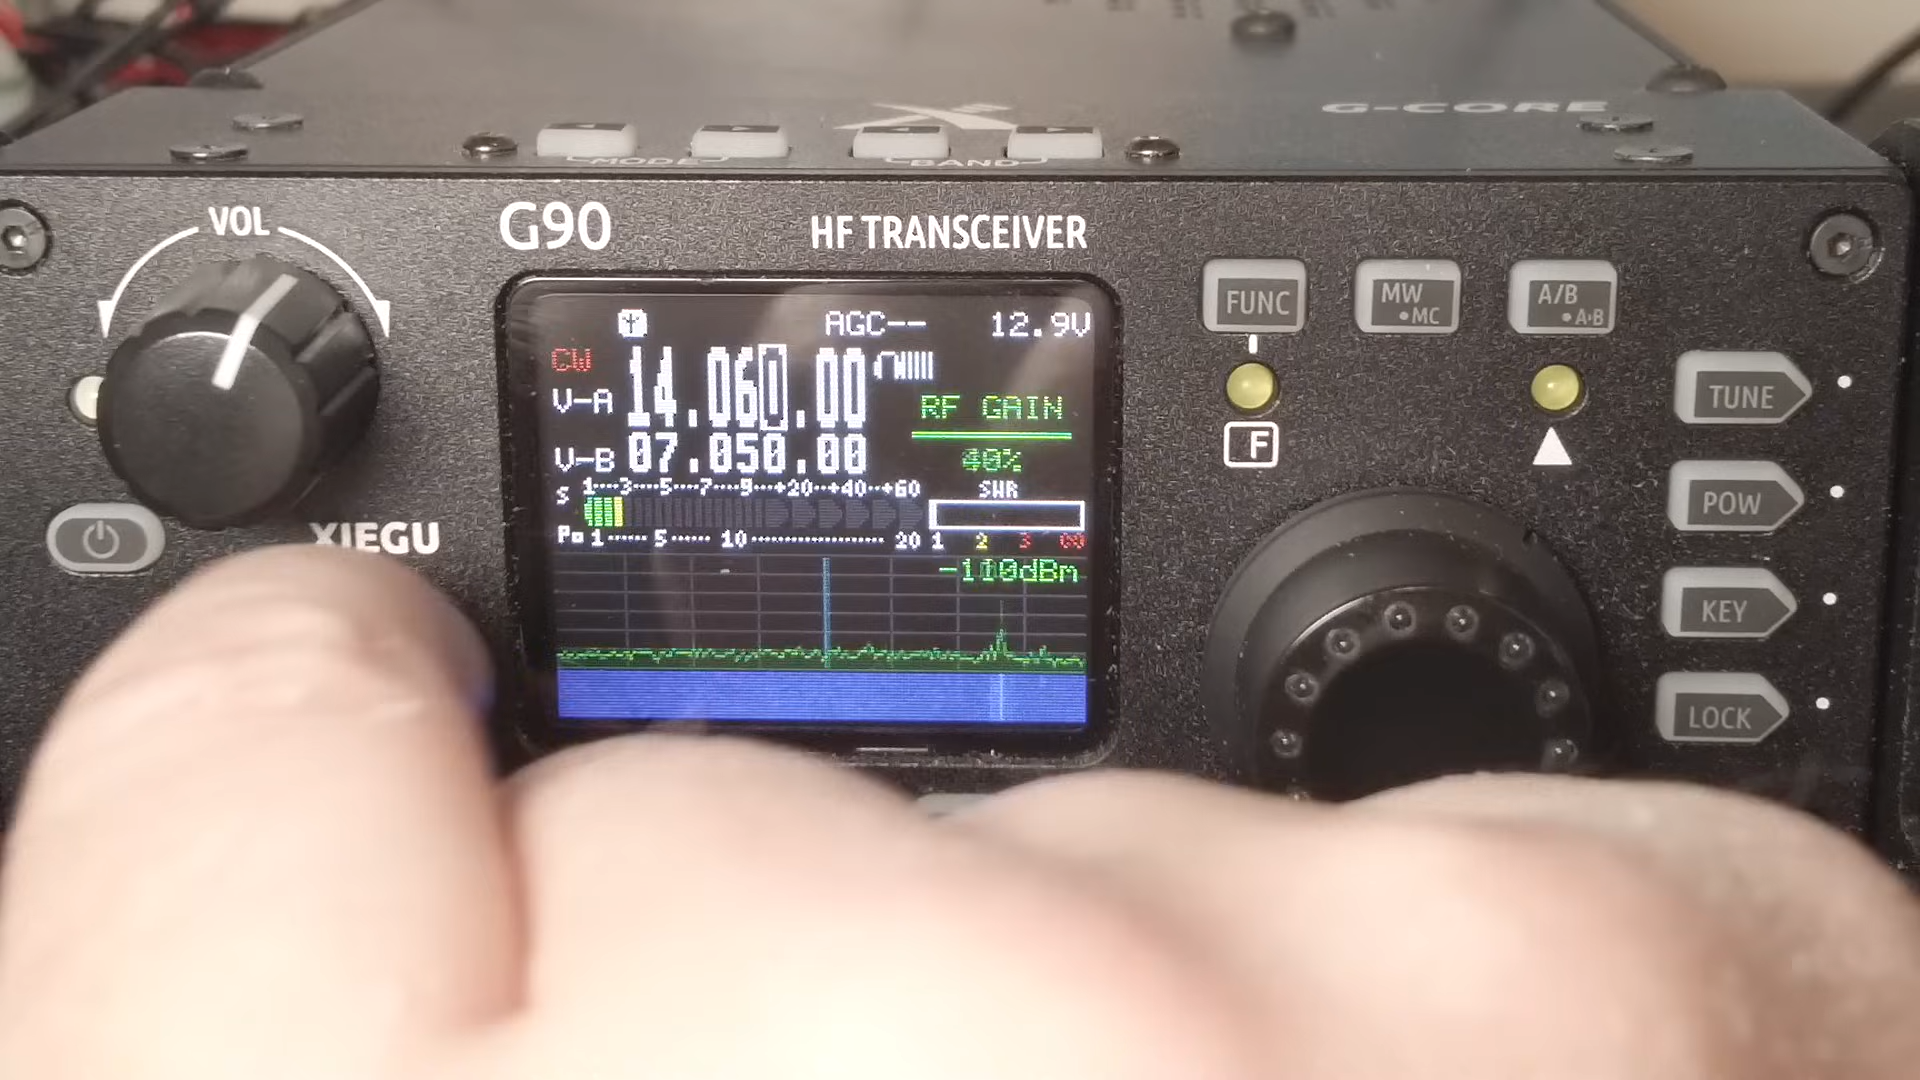 G-CORE
MODE
BAND
VOL
G90
HF TRANSCEIVER
FUNC
MW
•MC
A/B
•A›B
AGC--
12.9V
CW
14.060.00
V-A
RF GAIN
V-B
07.050.00
40%
S
1···3···5···7···9··+20··+40··+60
SWR
Po
1······5······10················20
1 2 3
-110dBm
F
TUNE
POW
KEY
LOCK
XIEGU